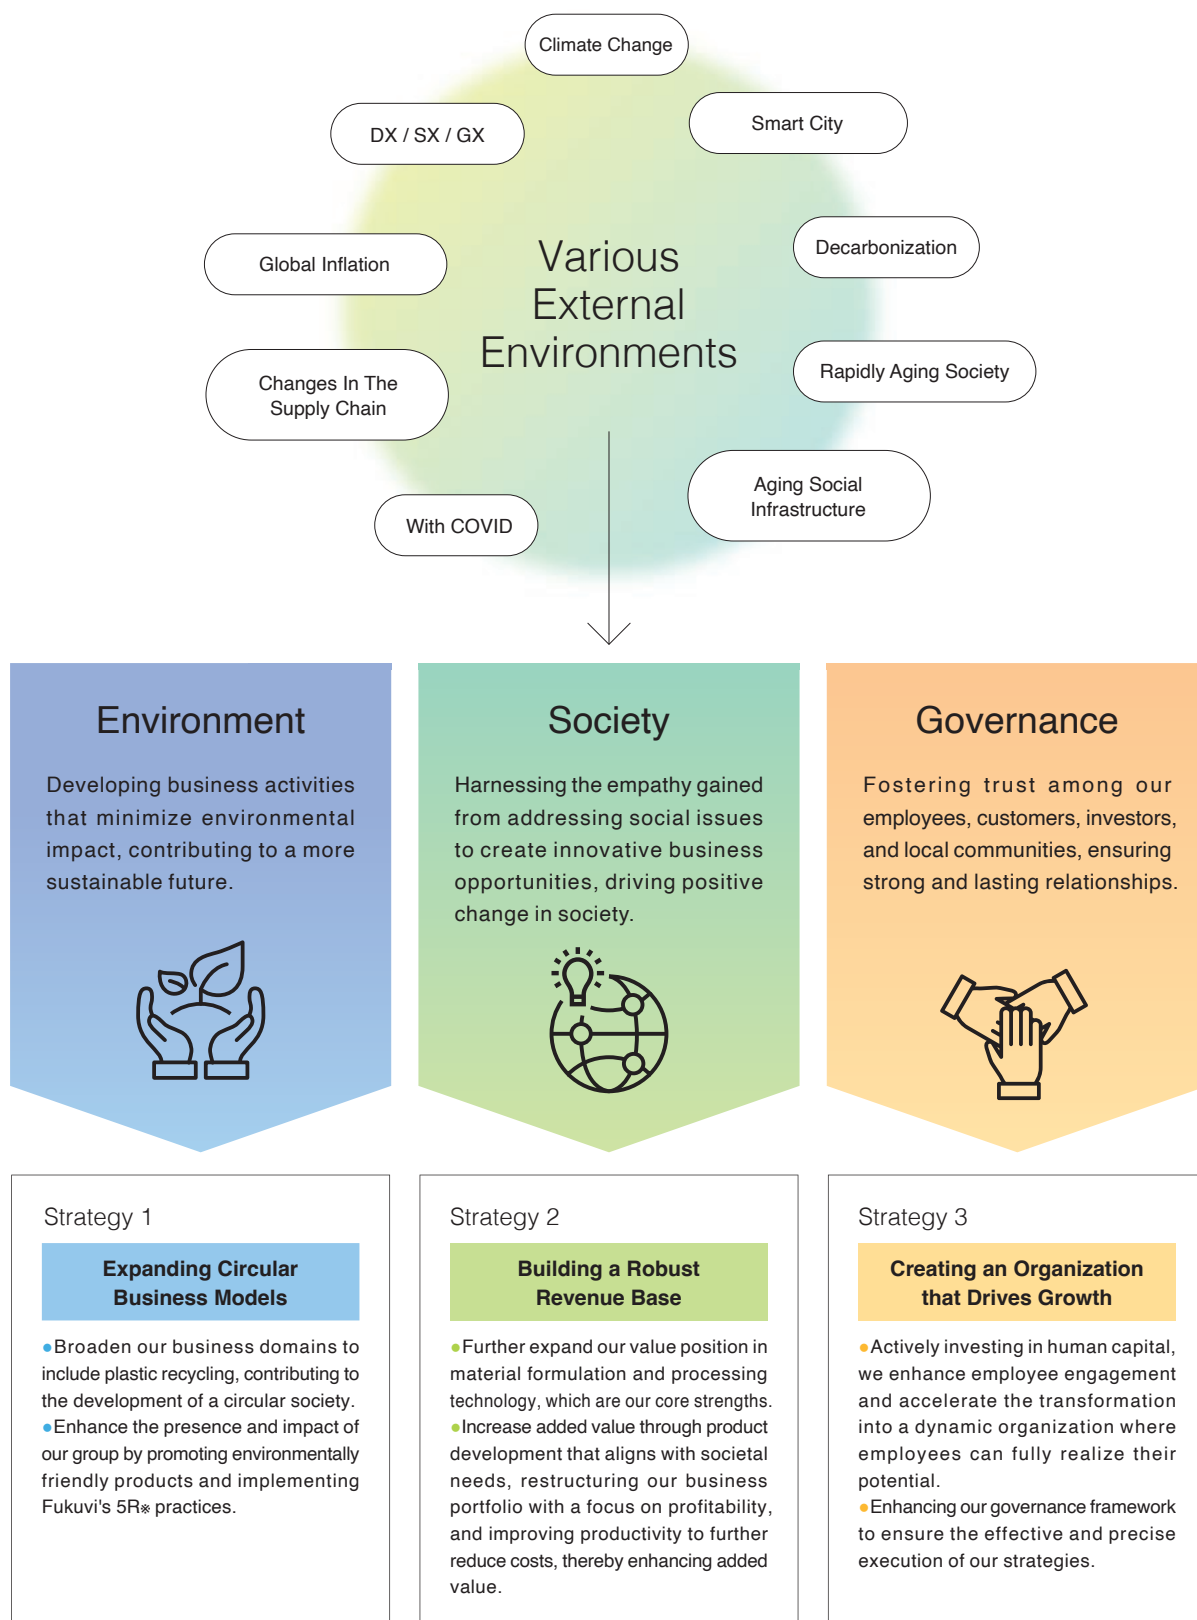 Climate Change
DX / SX / GX
Smart City
Global Inflation
Various
External
Environments
Decarbonization
Changes In The
Supply Chain
Rapidly Aging Society
With COVID
Aging Social
Infrastructure
Environment
Developing business activities
that minimize environmental
impact, contributing to a more
sustainable future.
Society
Harnessing the empathy gained
from addressing social issues
to create innovative business
opportunities, driving positive
change in society.
Governance
Fostering trust among our
employees, customers, investors,
and local communities, ensuring
strong and lasting relationships.
Strategy 1
Expanding Circular
Business Models
●Broaden our business domains to
include plastic recycling, contributing to
the development of a circular society.
●Enhance the presence and impact of
our group by promoting environmentally
friendly products and implementing
Fukuvi's 5R※ practices.
Strategy 2
Building a Robust
Revenue Base
●Further expand our value position in
material formulation and processing
technology, which are our core strengths.
●Increase added value through product
development that aligns with societal
needs, restructuring our business
portfolio with a focus on profitability,
and improving productivity to further
reduce costs, thereby enhancing added
value.
Strategy 3
Creating an Organization
that Drives Growth
●Actively investing in human capital,
we enhance employee engagement
and accelerate the transformation
into a dynamic organization where
employees can fully realize their
potential.
●Enhancing our governance framework
to ensure the effective and precise
execution of our strategies.